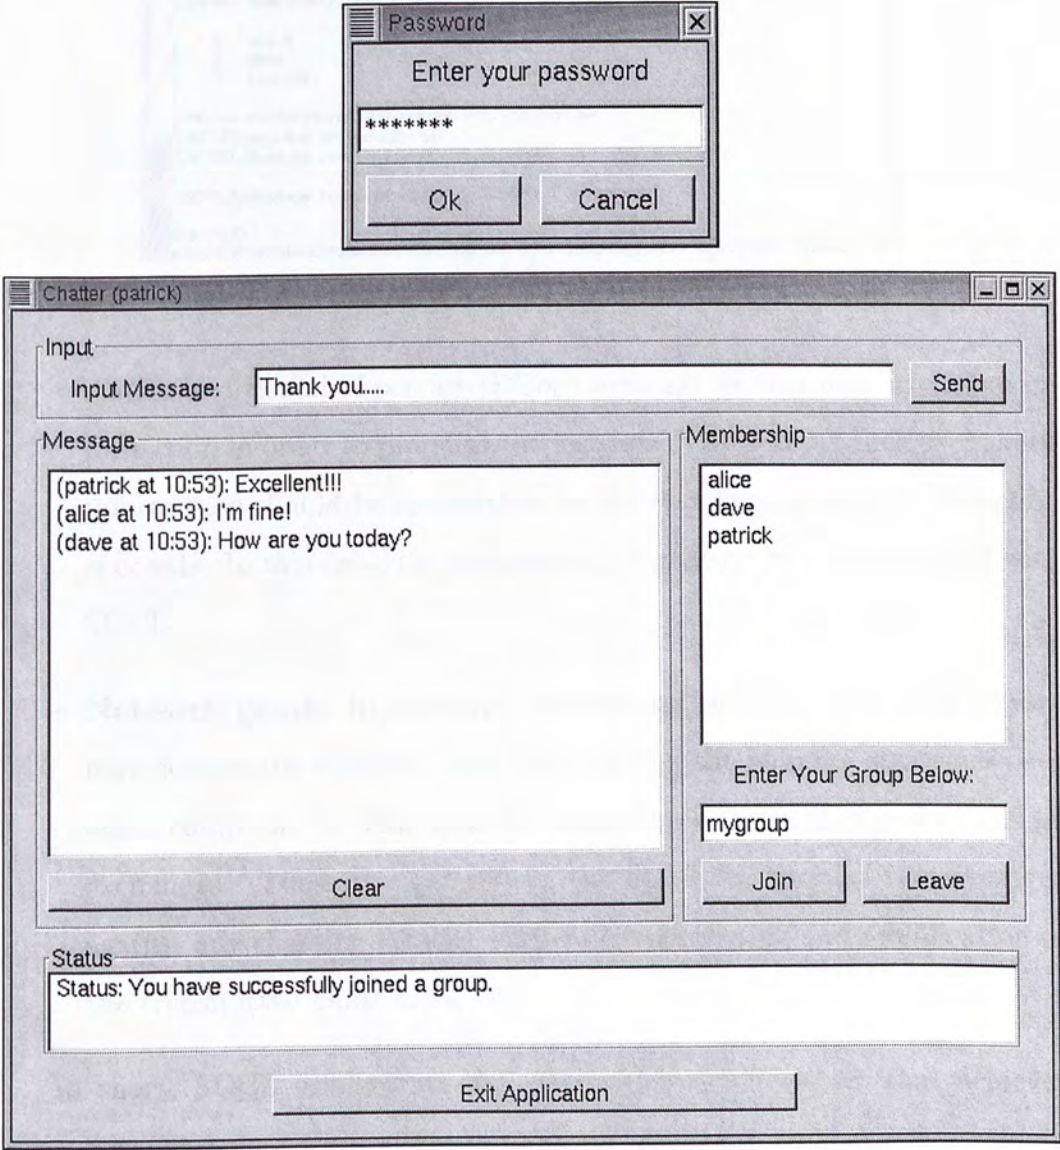 Password
Enter your password
*******
Ok
Cancel
Chatter (patrick)
Input
Input Message: Thank you..... Send
Message
(patrick at 10:53): Excellent!!!
(alice at 10:53): I'm fine!
(dave at 10:53): How are you today?
Clear
Membership
alice
dave
patrick
Enter Your Group Below:
mygroup
Join
Leave
Status
Status: You have successfully joined a group.
Exit Application